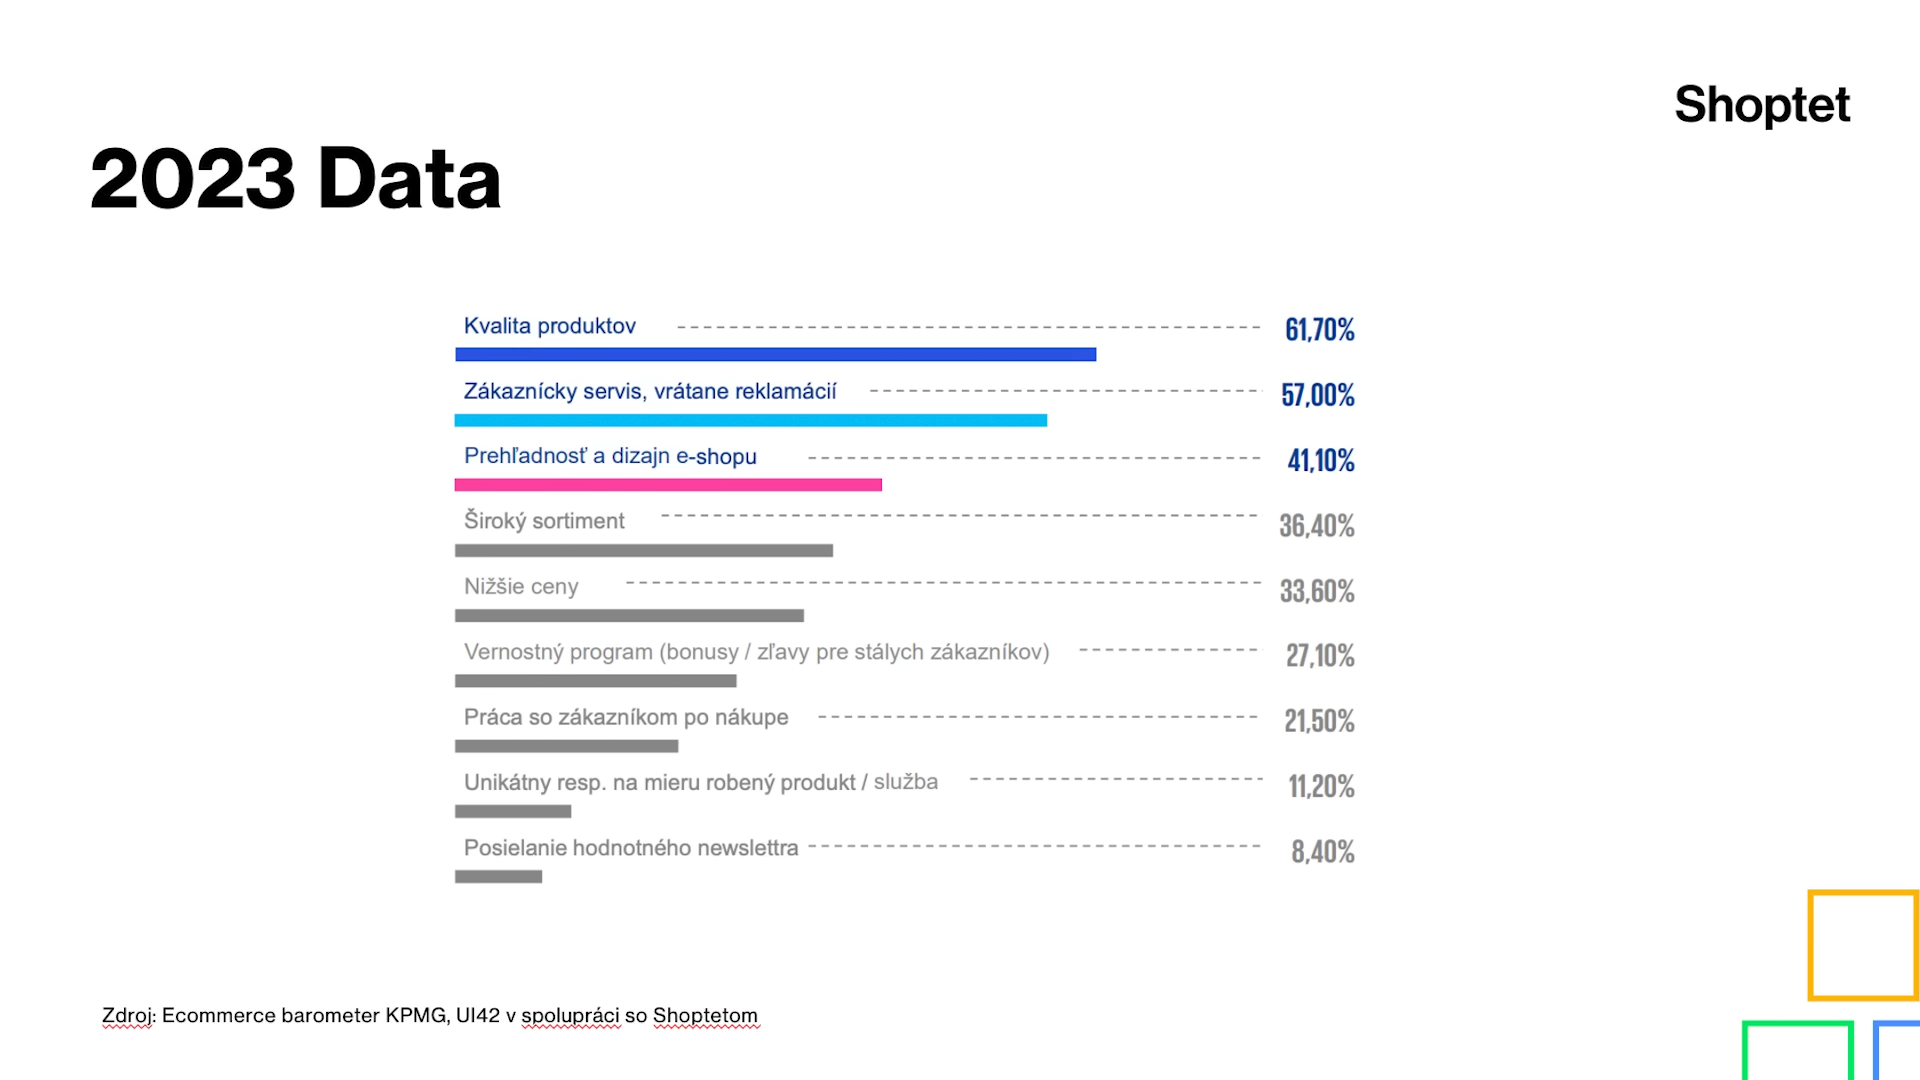 Shoptet
2023 Data
Kvalita produktov 61,70%
Zákaznícky servis, vrátane reklamácií 57,00%
Prehľadnosť a dizajn e-shopu 41,10%
Široký sortiment 36,40%
Nižšie ceny 33,60%
Vernostný program (bonusy / zľavy pre stálych zákazníkov) 27,10%
Práca so zákazníkom po nákupe 21,50%
Unikátny resp. na mieru robený produkt / služba 11,20%
Posielanie hodnotného newslettra 8,40%
Zdroj: Ecommerce barometer KPMG, UI42 v spolupráci so Shoptetom